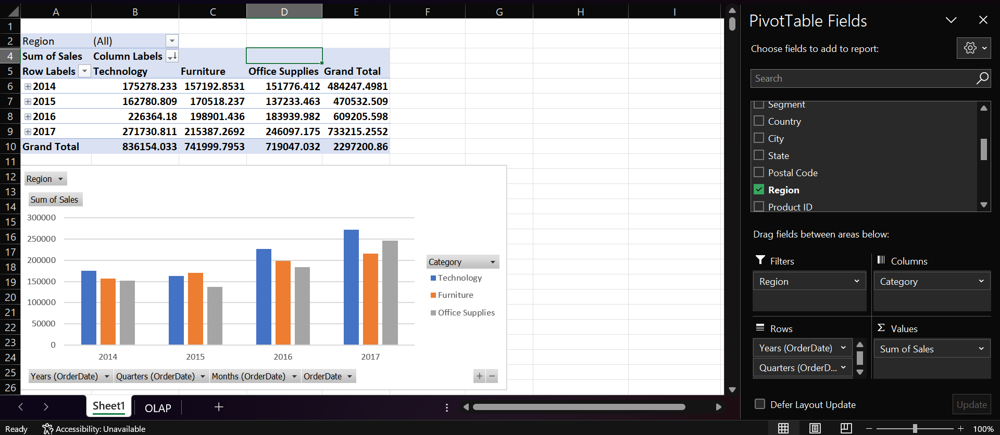 A B C D E F G H I
1
2 Region (All)
4 Sum of Sales Column Labels
5 Row Labels Technology Furniture Office Supplies Grand Total
6 2014 175278.233 157192.8531 151776.412 484247.4981
7 2015 162780.809 170518.237 137233.463 470532.509
8 2016 226364.18 198901.436 183939.982 609205.598
9 2017 271730.811 215387.2692 246097.175 733215.2552
10 Grand Total 836154.033 741999.7953 719047.032 2297200.86
11
12
13
14
15
16
17
18
19
20
21
22
23
24
25
26
Region
Sum of Sales
300000
250000
200000
150000
100000
50000
0
2014 2015 2016 2017
Category
Technology
Furniture
Office Supplies
Years (OrderDate) Quarters (OrderDate) Months (OrderDate) OrderDate + −
Sheet1 OLAP +
Ready Accessibility: Unavailable
PivotTable Fields
Choose fields to add to report:
Search
Segment
Country
City
State
Postal Code
Region
Product ID
Drag fields between areas below:
Filters
Region
Columns
Category
Rows
Years (OrderDate)
Quarters (OrderD...
Σ Values
Sum of Sales
Defer Layout Update Update
− + 100%